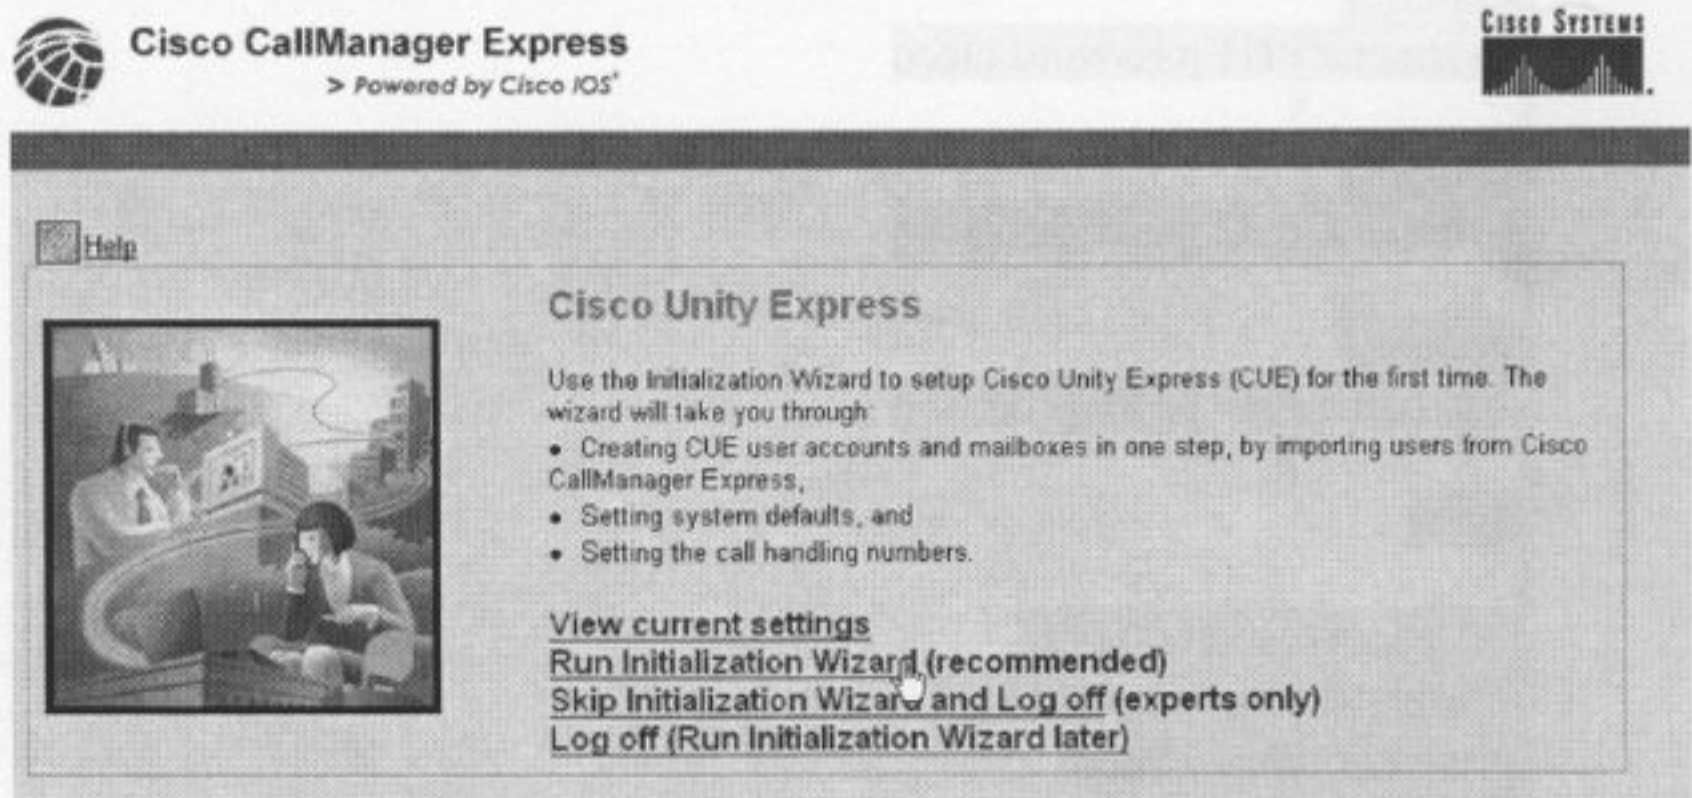 Cisco CallManager Express
> Powered by Cisco IOS®
CISCO SYSTEMS
Help
Cisco Unity Express
Use the Initialization Wizard to setup Cisco Unity Express (CUE) for the first time. The
wizard will take you through:
• Creating CUE user accounts and mailboxes in one step, by importing users from Cisco
CallManager Express,
• Setting system defaults, and
• Setting the call handling numbers.
View current settings
Run Initialization Wizard (recommended)
Skip Initialization Wizard and Log off (experts only)
Log off (Run Initialization Wizard later)